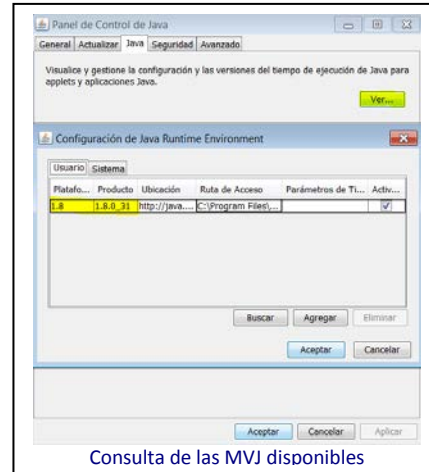 Panel de Control de Java
General Actualizar Java Seguridad Avanzado
Visualice y gestione la configuración y las versiones del tiempo de ejecución de Java para
applets y aplicaciones Java.
Ver...
Configuración de Java Runtime Environment
Usuario Sistema
Platafo... Producto Ubicación Ruta de Acceso Parámetros de Ti... Activ...
1.8 1.8.0_31 http://java.... C:\Program Files\,...
Buscar Agregar Eliminar
Aceptar Cancelar
Aceptar Cancelar Aplicar
Consulta de las MVJ disponibles